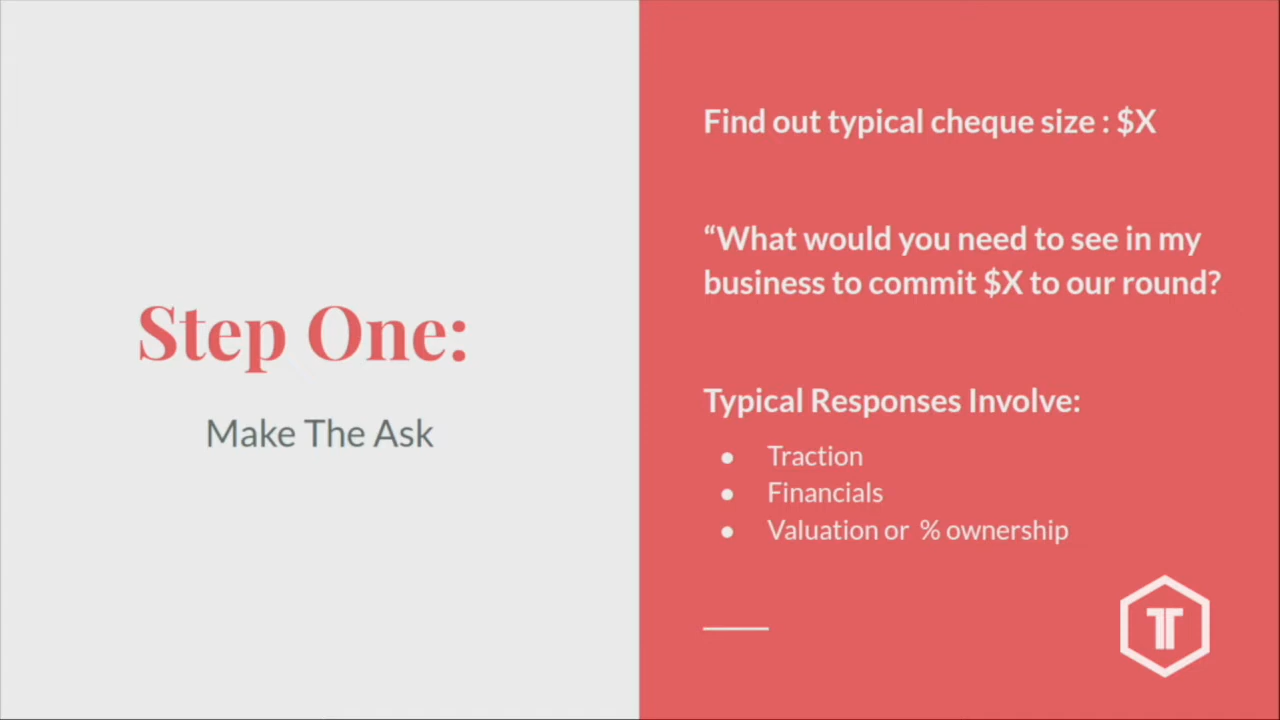 Step One:
Make The Ask
Find out typical cheque size : $X
“What would you need to see in my
business to commit $X to our round?
Typical Responses Involve:
● Traction
● Financials
● Valuation or % ownership